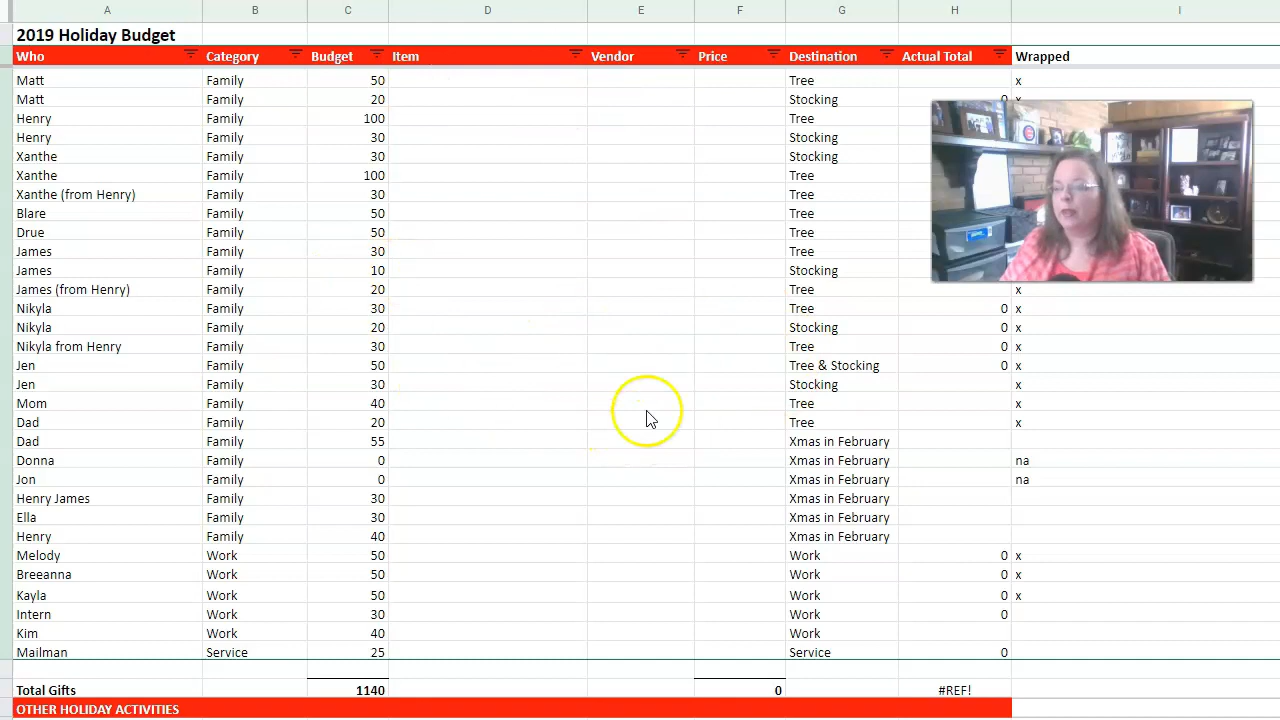 A B C D E F G H I
2019 Holiday Budget
Who Category Budget Item Vendor Price Destination Actual Total Wrapped
Matt Family 50 Tree x
Matt Family 20 Stocking 0 x
Henry Family 100 Tree
Henry Family 30 Stocking
Xanthe Family 30 Stocking
Xanthe Family 100 Tree
Xanthe (from Henry) Family 30 Tree
Blare Family 50 Tree
Drue Family 50 Tree
James Family 30 Tree
James Family 10 Stocking
James (from Henry) Family 20 Tree x
Nikyla Family 30 Tree 0 x
Nikyla Family 20 Stocking 0 x
Nikyla from Henry Family 30 Tree 0 x
Jen Family 50 Tree & Stocking 0 x
Jen Family 30 Stocking x
Mom Family 40 Tree x
Dad Family 20 Tree x
Dad Family 55 Xmas in February
Donna Family 0 Xmas in February na
Jon Family 0 Xmas in February na
Henry James Family 30 Xmas in February
Ella Family 30 Xmas in February
Henry Family 40 Xmas in February
Melody Work 50 Work 0 x
Breeanna Work 50 Work 0 x
Kayla Work 50 Work 0 x
Intern Work 30 Work 0
Kim Work 40 Work
Mailman Service 25 Service 0
Total Gifts 1140 0 #REF!
OTHER HOLIDAY ACTIVITIES